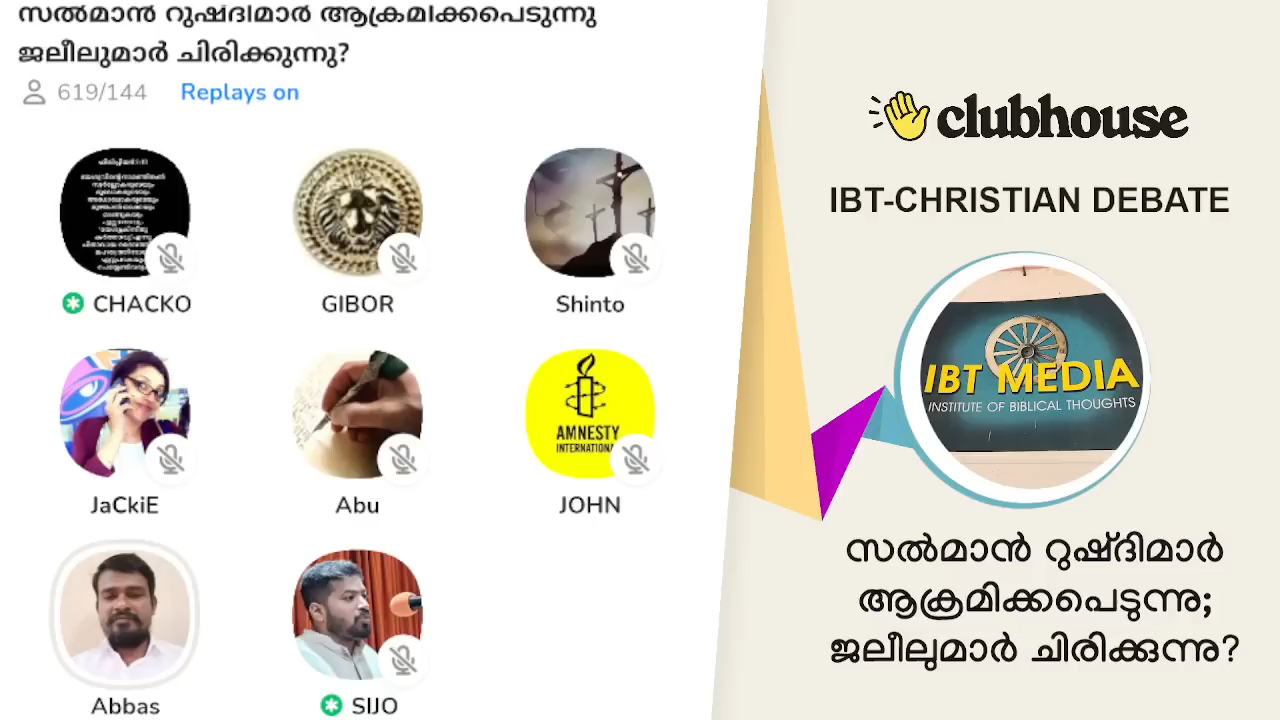 സൽമാൻ റുഷ്ദിമാർ ആക്രമിക്കപെടുന്നു
ജലീലുമാർ ചിരിക്കുന്നു?
619/144 Replays on
CHACKO GIBOR Shinto
AMNESTY
INTERNATIONAL
JaCkiE Abu JOHN
Abbas SIJO
clubhouse
IBT-CHRISTIAN DEBATE
IBT MEDIA
INSTITUTE OF BIBLICAL THOUGHTS
സൽമാൻ റുഷ്ദിമാർ
ആക്രമിക്കപെടുന്നു;
ജലീലുമാർ ചിരിക്കുന്നു?